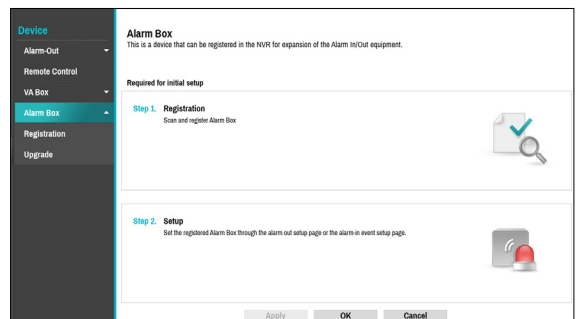 Device
Alarm-Out
Remote Control
VA Box
Alarm Box
Registration
Upgrade
Alarm Box
This is a device that can be registered in the NVR for expansion of the Alarm In/Out equipment.
Required for initial setup
Step 1. Registration
Scan and register Alarm Box
Step 2. Setup
Set the registered Alarm Box through the alarm out setup page or the alarm-in event setup page.
Apply OK Cancel